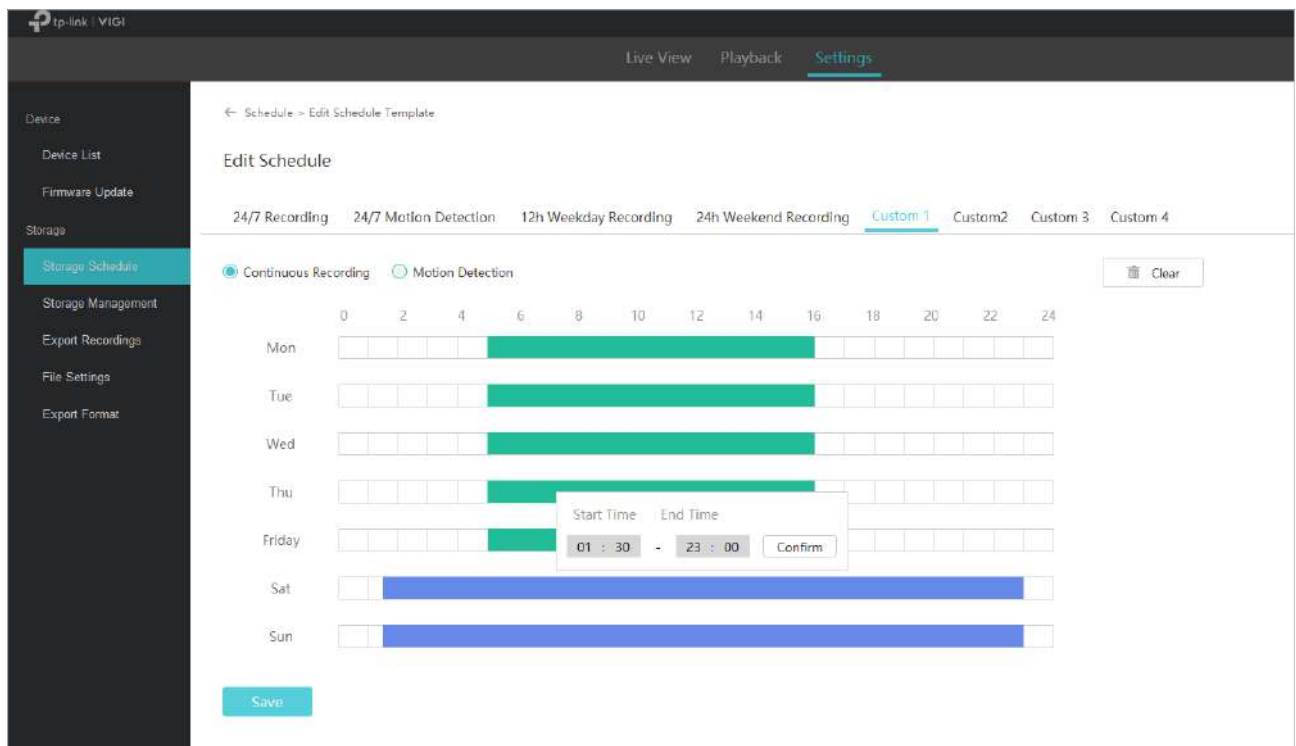 tp-link | VIGI
Live View Playback Settings
Device
Device List
Firmware Update
Storage
Storage Schedule
Storage Management
Export Recordings
File Settings
Export Format
← Schedule > Edit Schedule Template
Edit Schedule
24/7 Recording 24/7 Motion Detection 12h Weekday Recording 24h Weekend Recording Custom 1 Custom2 Custom 3 Custom 4
Continuous Recording Motion Detection Clear
0 2 4 6 8 10 12 14 16 18 20 22 24
Mon
Tue
Wed
Thu
Start Time End Time
Friday
01 : 30 - 23 : 00 Confirm
Sat
Sun
Save